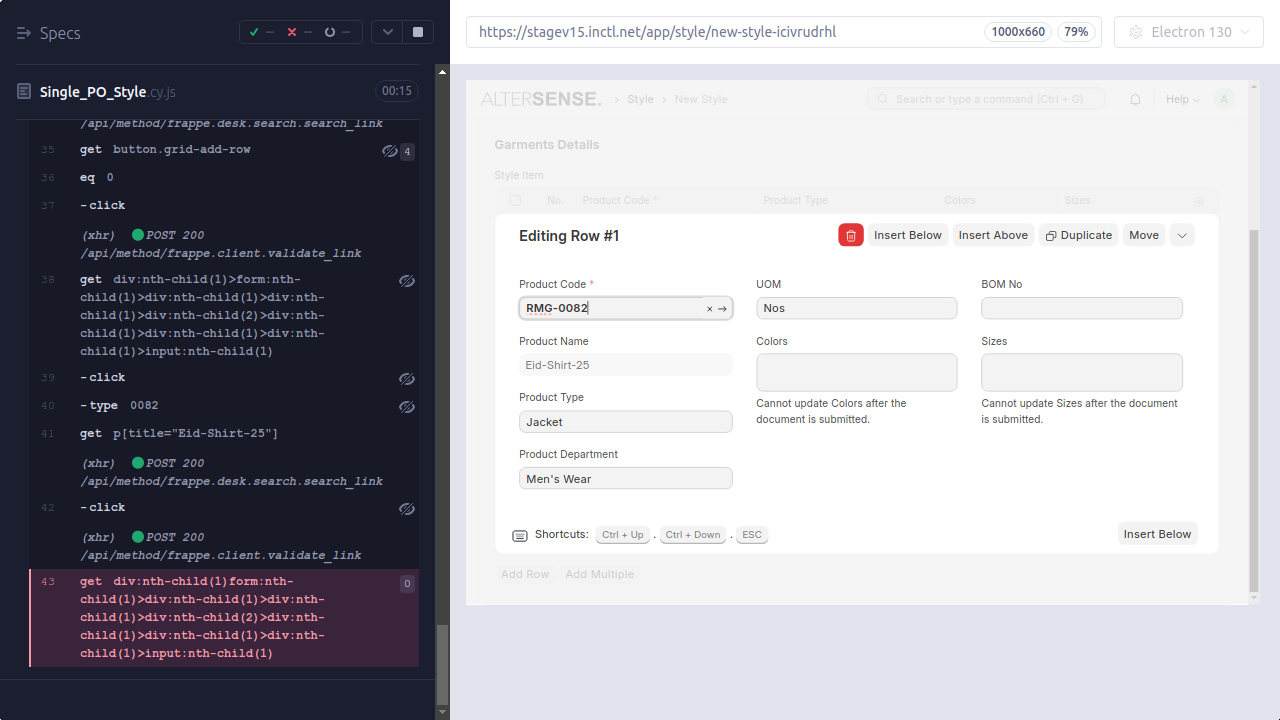 Specs
✓ -- ✕ -- --
Single_PO_Style.cy.js 00:15
/api/method/frappe.desk.search.search_link
35 get button.grid-add-row 4
36 eq 0
37 -click
(xhr) POST 200
/api/method/frappe.client.validate_link
38 get div:nth-child(1)>form:nth-
child(1)>div:nth-child(1)>div:nth-
child(1)>div:nth-child(2)>div:nth-
child(1)>div:nth-child(1)>div:nth-
child(1)>input:nth-child(1)
39 -click
40 -type 0082
41 get p[title="Eid-Shirt-25"]
(xhr) POST 200
/api/method/frappe.desk.search.search_link
42 -click
(xhr) POST 200
/api/method/frappe.client.validate_link
43 get div:nth-child(1)form:nth- 0
child(1)>div:nth-child(1)>div:nth-
child(1)>div:nth-child(2)>div:nth-
child(1)>div:nth-child(1)>div:nth-
child(1)>input:nth-child(1)
https://stagev15.inctl.net/app/style/new-style-icivrudrhl 1000x660 79% Electron 130
ALTERSENSE. Style New Style Search or type a command (Ctrl + G) Help A
Garments Details
Style Item
No. Product Code * Product Type Colors Sizes
Editing Row #1 Insert Below Insert Above Duplicate Move
Product Code * UOM BOM No
RMG-0082 × → Nos
Product Name Colors Sizes
Eid-Shirt-25
Product Type Cannot update Colors after the Cannot update Sizes after the document
Jacket document is submitted. is submitted.
Product Department
Men's Wear
Shortcuts: Ctrl + Up . Ctrl + Down . ESC Insert Below
Add Row Add Multiple